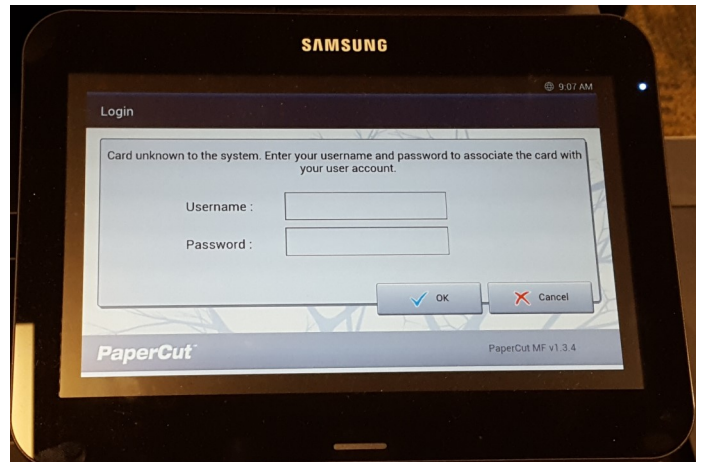 SAMSUNG
9:07 AM
Login
Card unknown to the system. Enter your username and password to associate the card with
your user account.
Username :
Password :
OK
Cancel
PaperCut
PaperCut MF v1.3.4